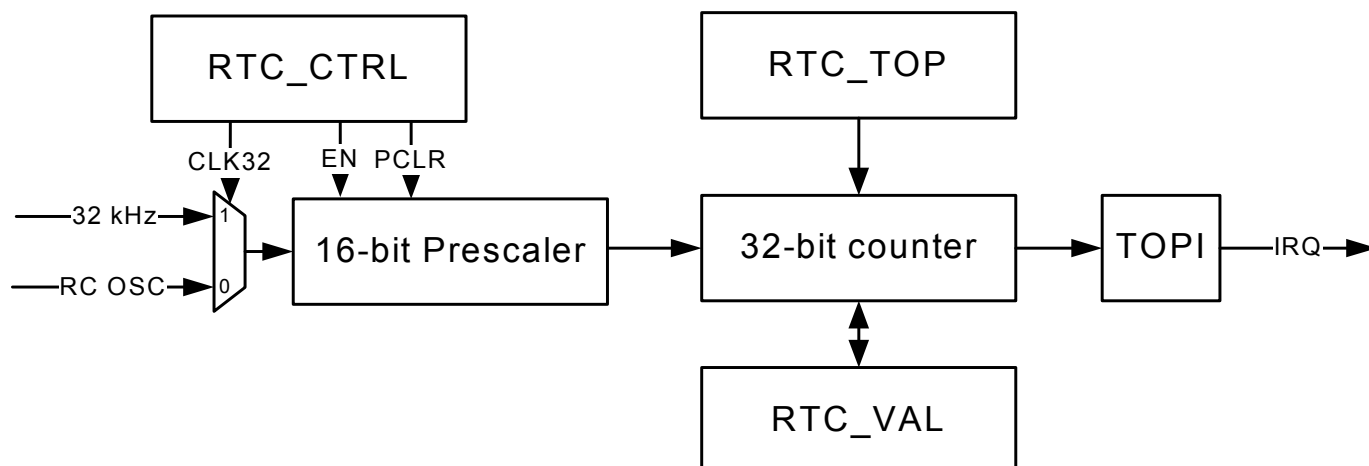 RTC_CTRL
RTC_TOP
CLK32
EN
PCLR
32 kHz
1
16-bit Prescaler
32-bit counter
TOPI
IRQ
RC OSC
0
RTC_VAL